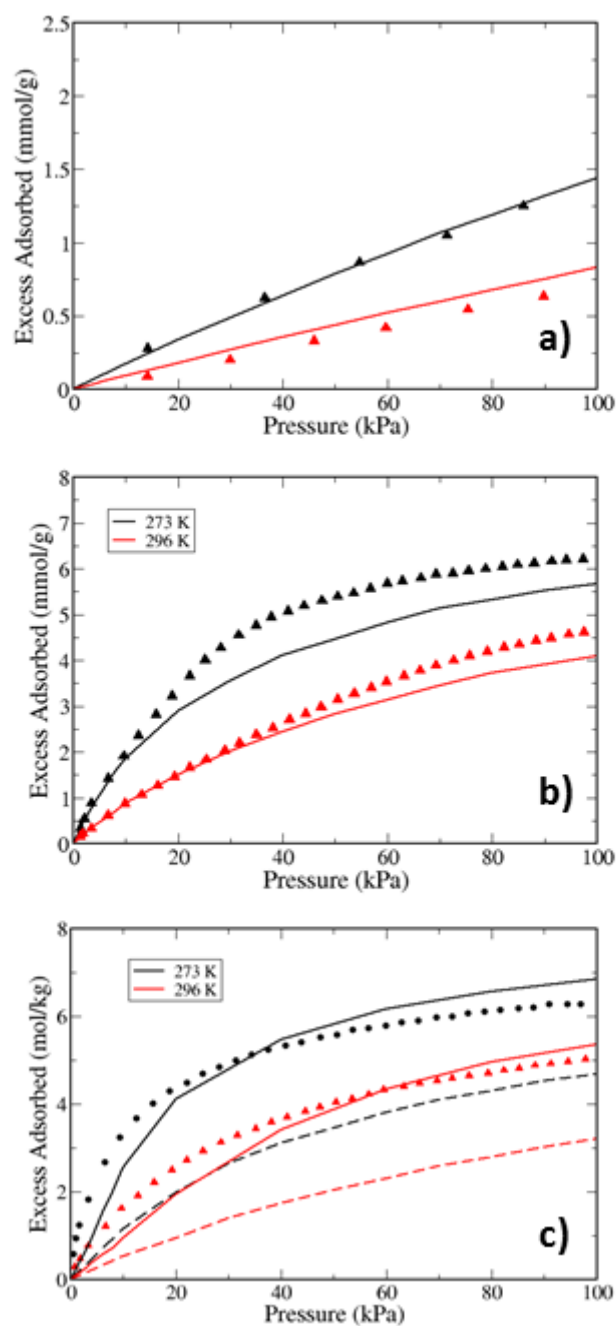 2.5
2
1.5
1
0.5
0
Excess Adsorbed (mmol/g)
a)
0 20 40 60 80 100
Pressure (kPa)
8
7
6
5
4
3
2
1
0
Excess Adsorbed (mmol/g)
273 K
296 K
b)
0 20 40 60 80 100
Pressure (kPa)
8
6
4
2
0
Excess Adsorbed (mol/kg)
273 K
296 K
c)
0 20 40 60 80 100
Pressure (kPa)